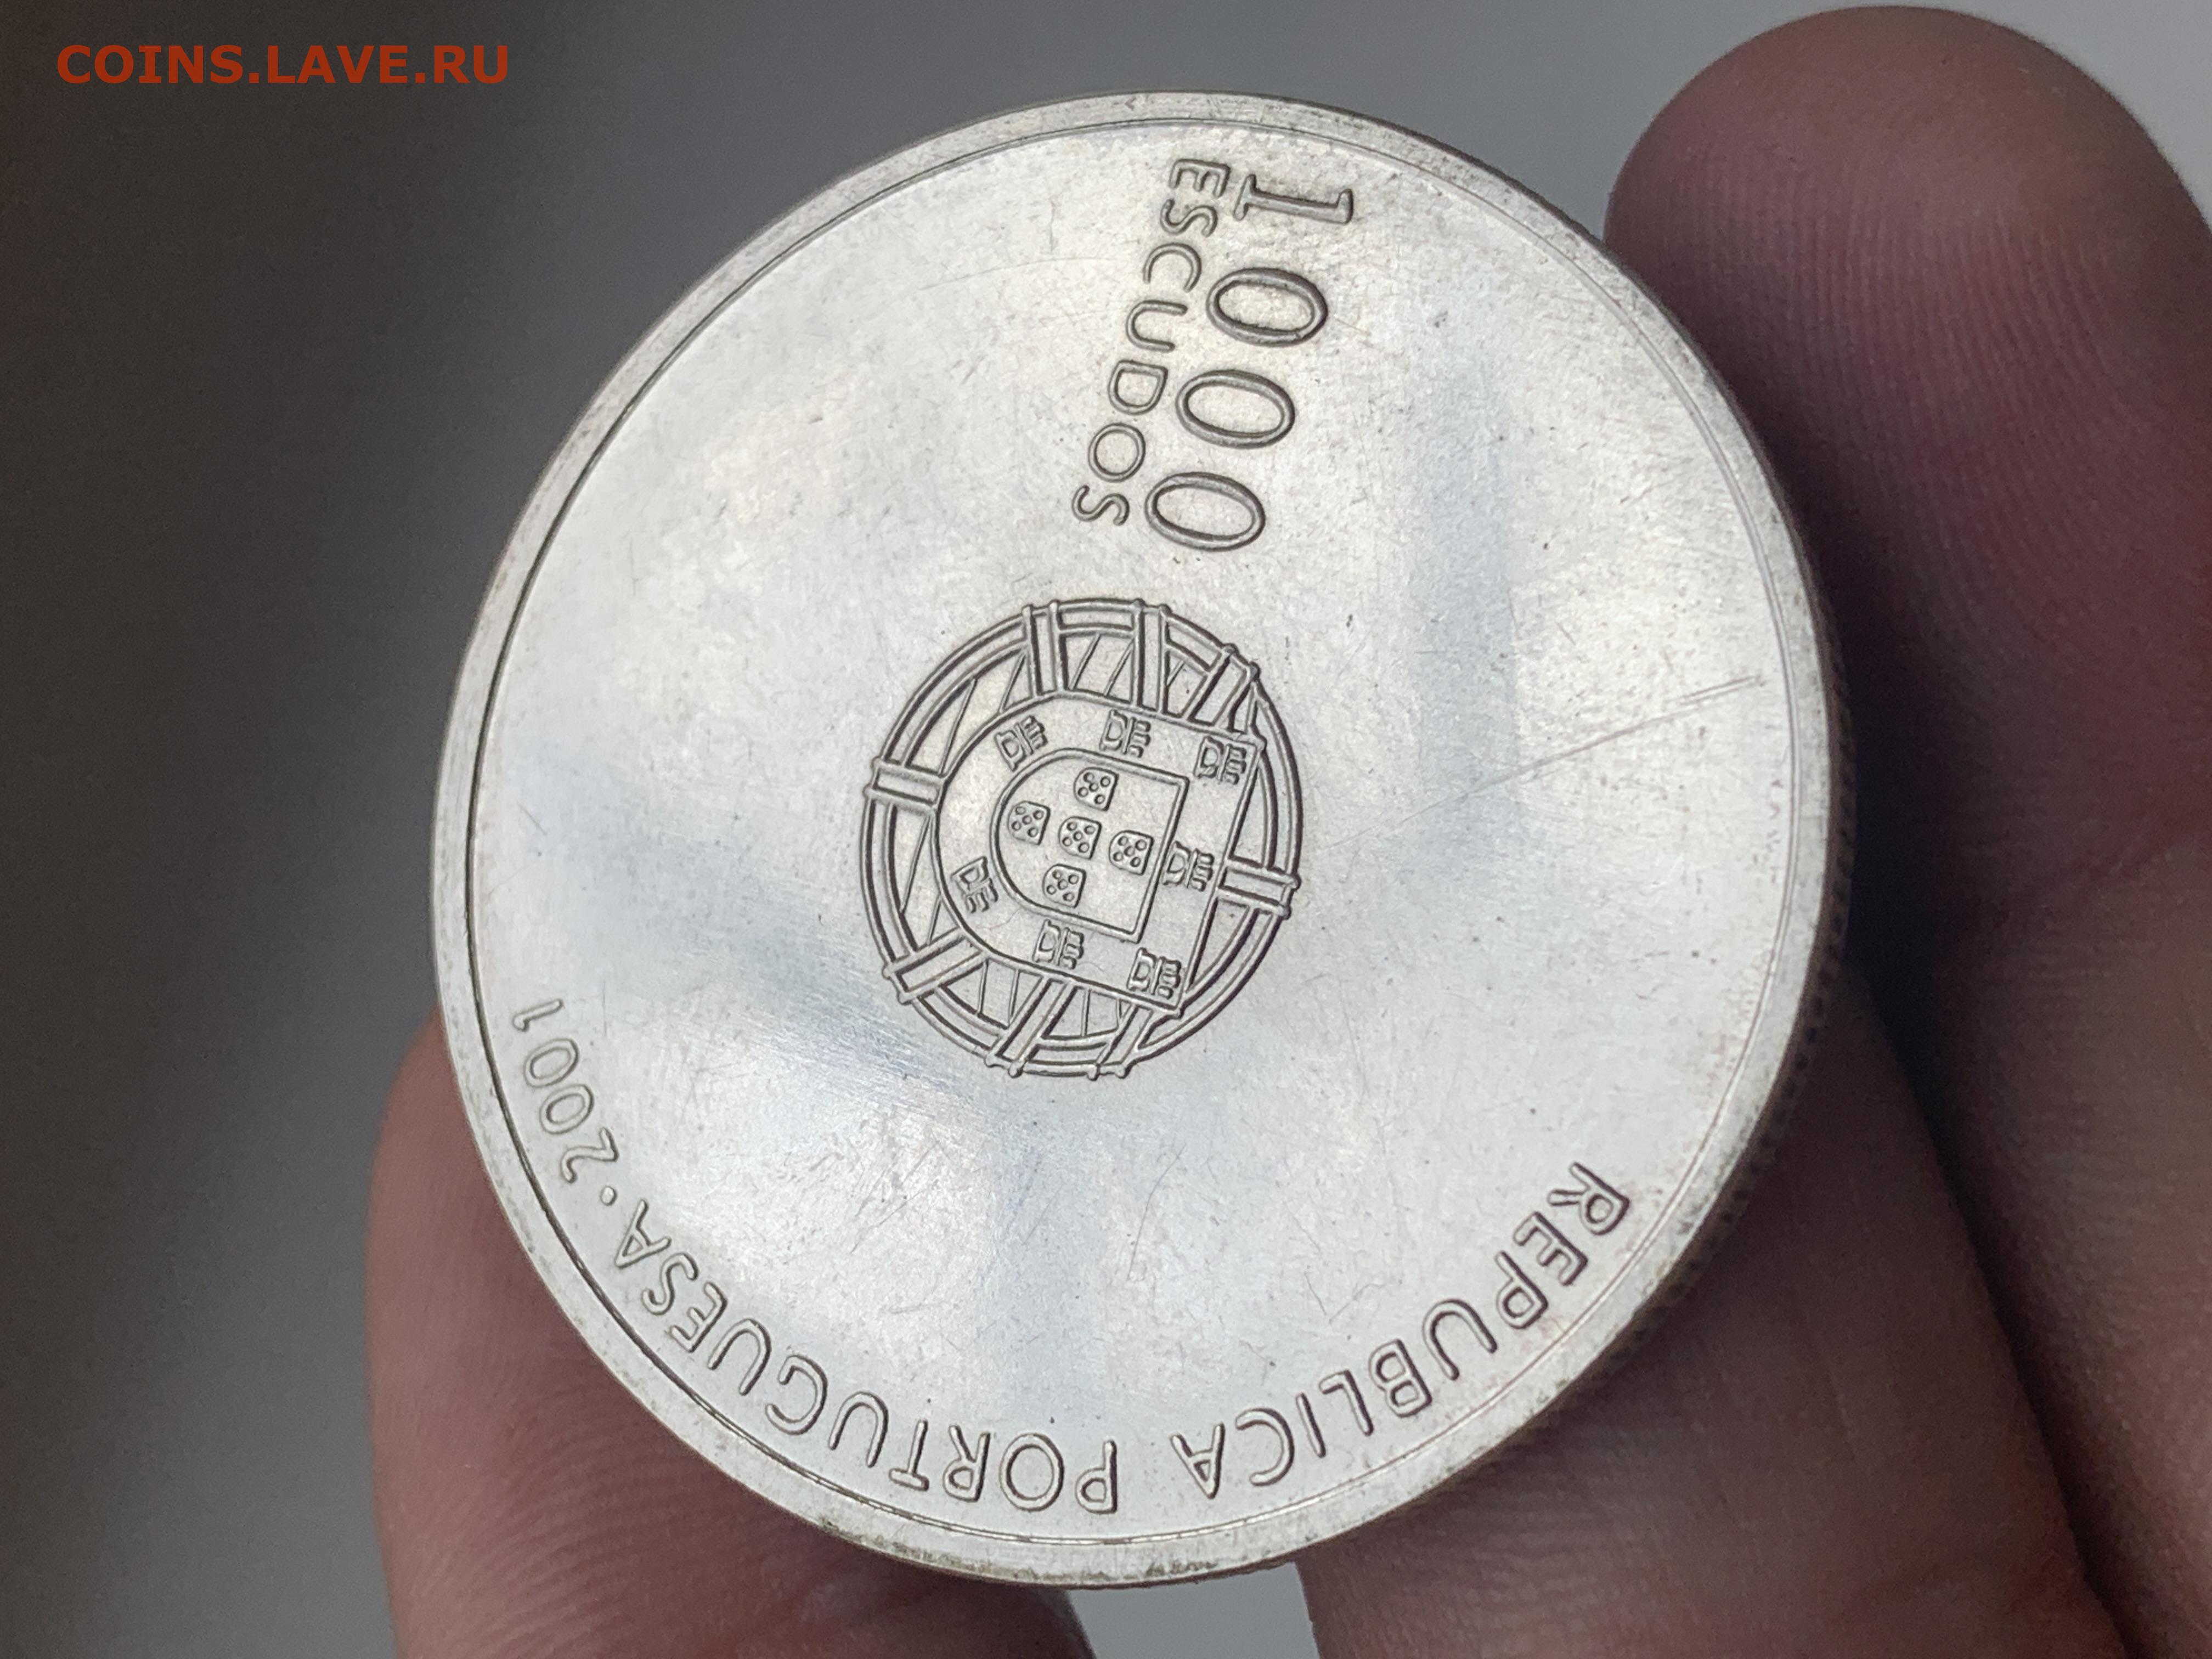 COINS.LAVE.RU
1000
ESCUDOS
REPUBLICA PORTUGUESA · 2001